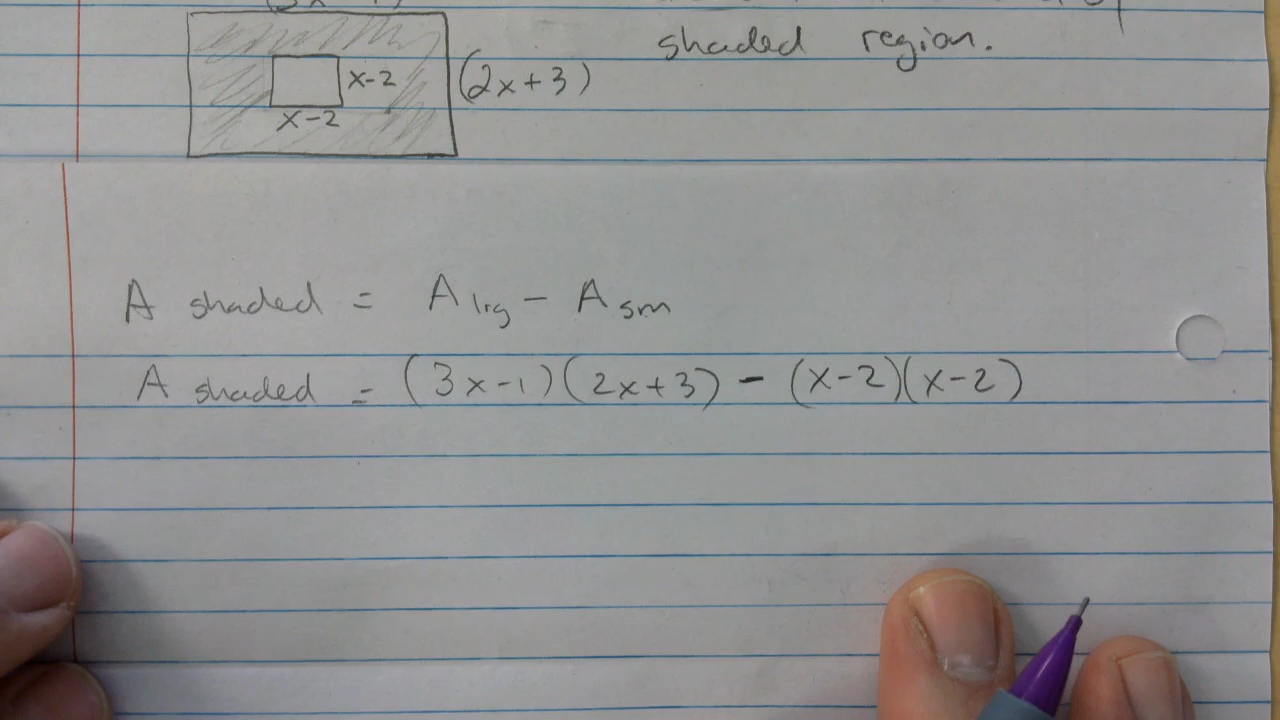 shaded region.
x-2 (2x+3)
x-2
A shaded = A lrg - A sm
A shaded = (3x-1)(2x+3) - (x-2)(x-2)